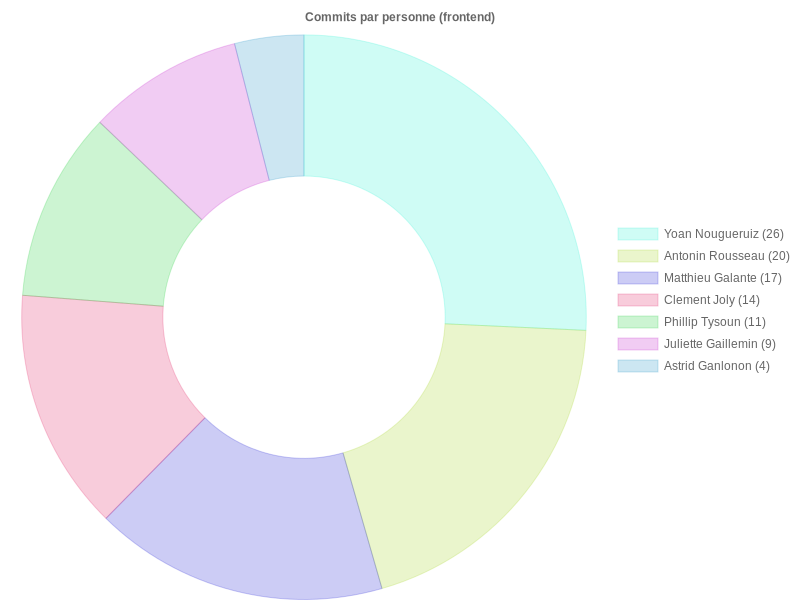 Commits par personne (frontend)
Yoan Nougueruiz (26)
Antonin Rousseau (20)
Matthieu Galante (17)
Clement Joly (14)
Phillip Tysoun (11)
Juliette Gaillemin (9)
Astrid Ganlonon (4)